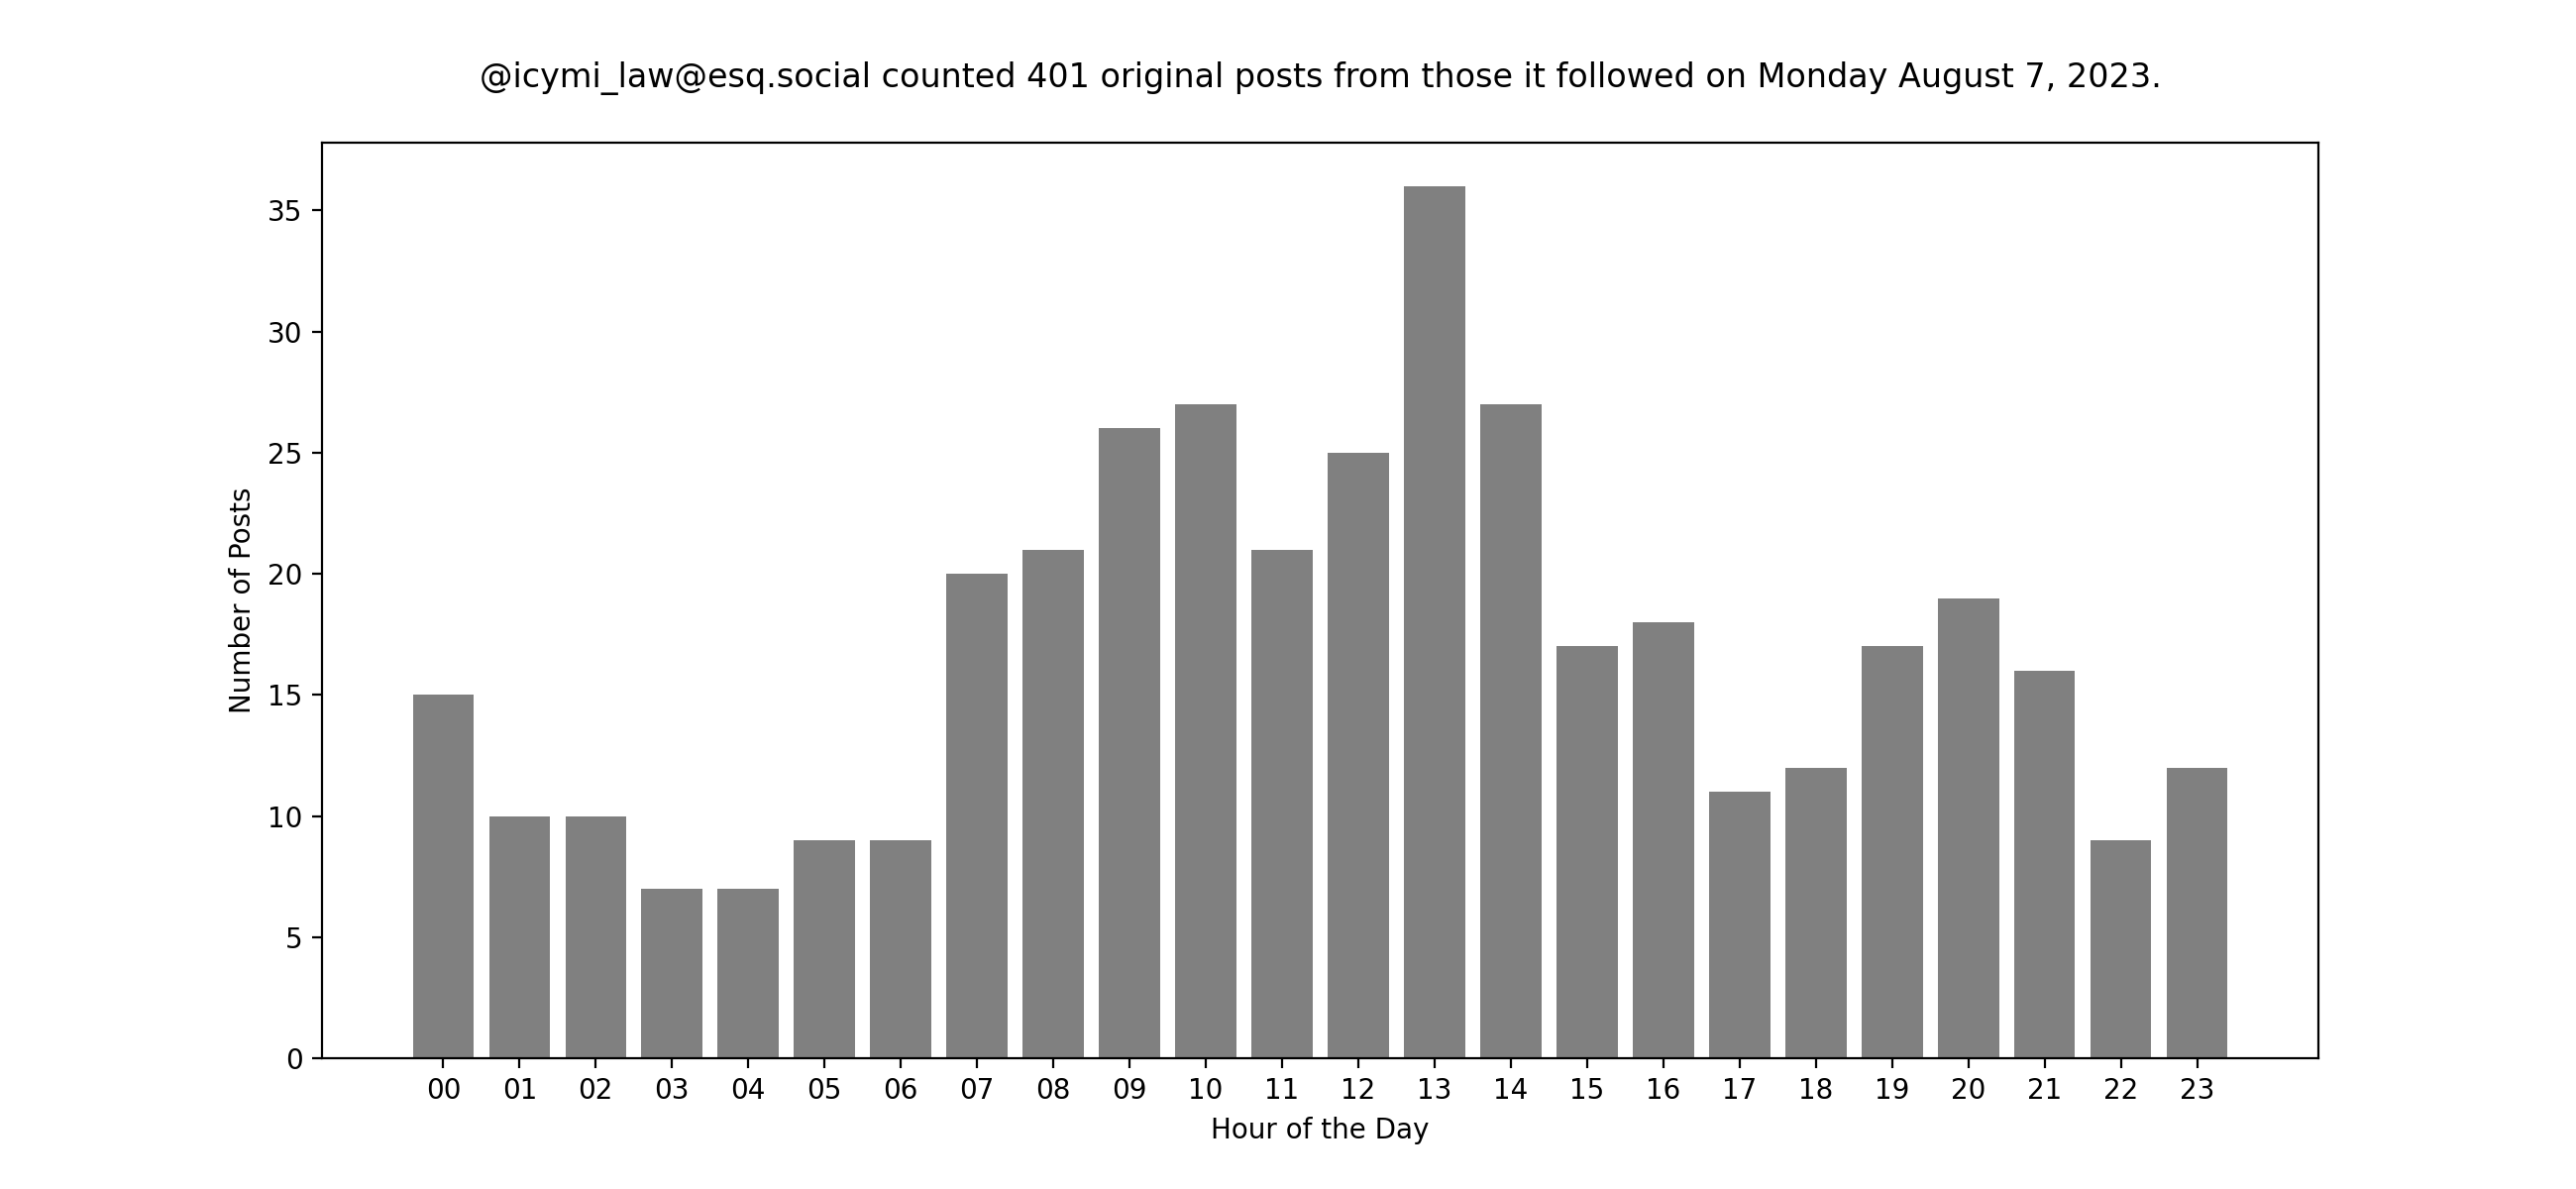 @icymi_law@esq.social counted 401 original posts from those it followed on Monday August 7, 2023.
35
30
25
20
15
10
5
0
Number of Posts
00 01 02 03 04 05 06 07 08 09 10 11 12 13 14 15 16 17 18 19 20 21 22 23
Hour of the Day